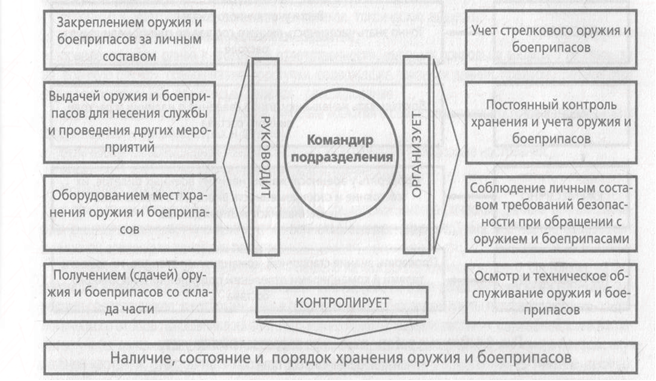 Закреплением оружия и
боеприпасов за личным
составом
Выдачей оружия и боепри-
пасов для несения службы
и проведения других меро-
приятий
Оборудованием мест хра-
нения оружия и боеприпа-
сов
Получением (сдачей) ору-
жия и боеприпасов со скла-
да части
РУКОВОДИТ
Командир
подразделения
ОРГАНИЗУЕТ
Учет стрелкового оружия и
боеприпасов
Постоянный контроль
хранения и учета оружия и
боеприпасов
Соблюдение личным соста-
вом требований безопас-
ности при обращении с
оружием и боеприпасами
Осмотр и техническое об-
служивание оружия и бое-
припасов
КОНТРОЛИРУЕТ
Наличие, состояние и порядок хранения оружия и боеприпасов